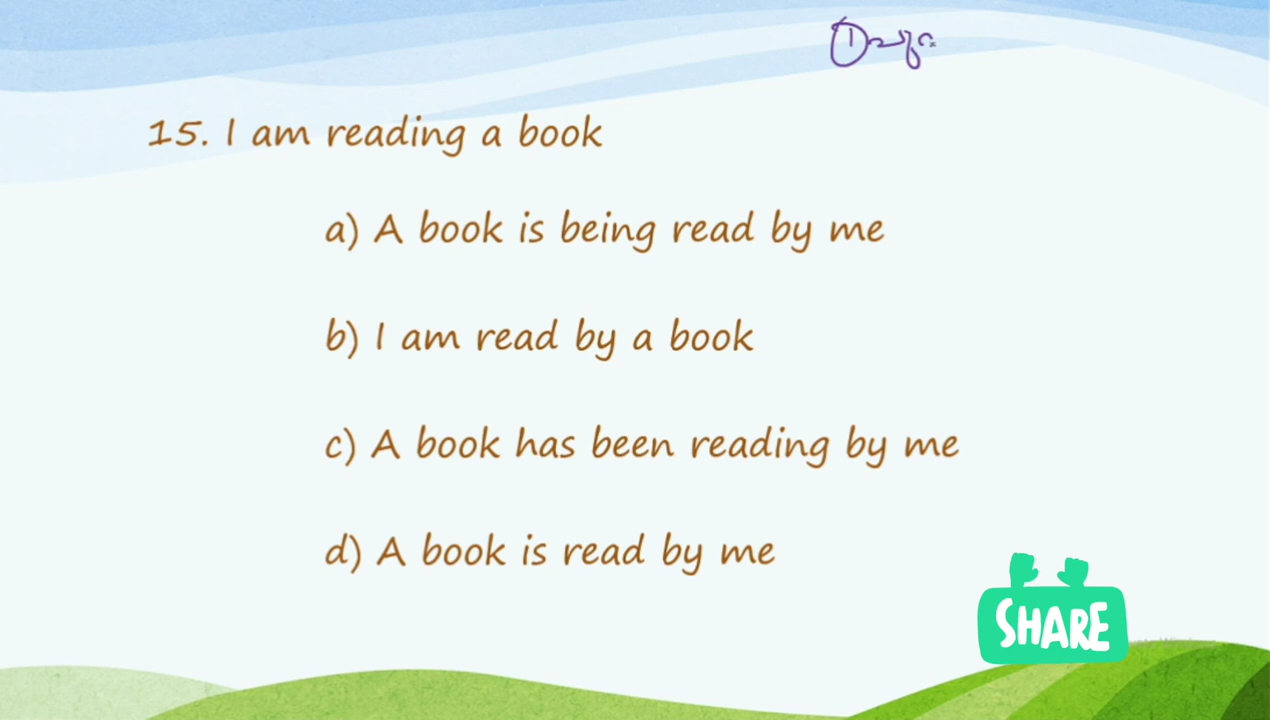 15. I am reading a book
a) A book is being read by me
b) I am read by a book
c) A book has been reading by me
d) A book is read by me
SHARE